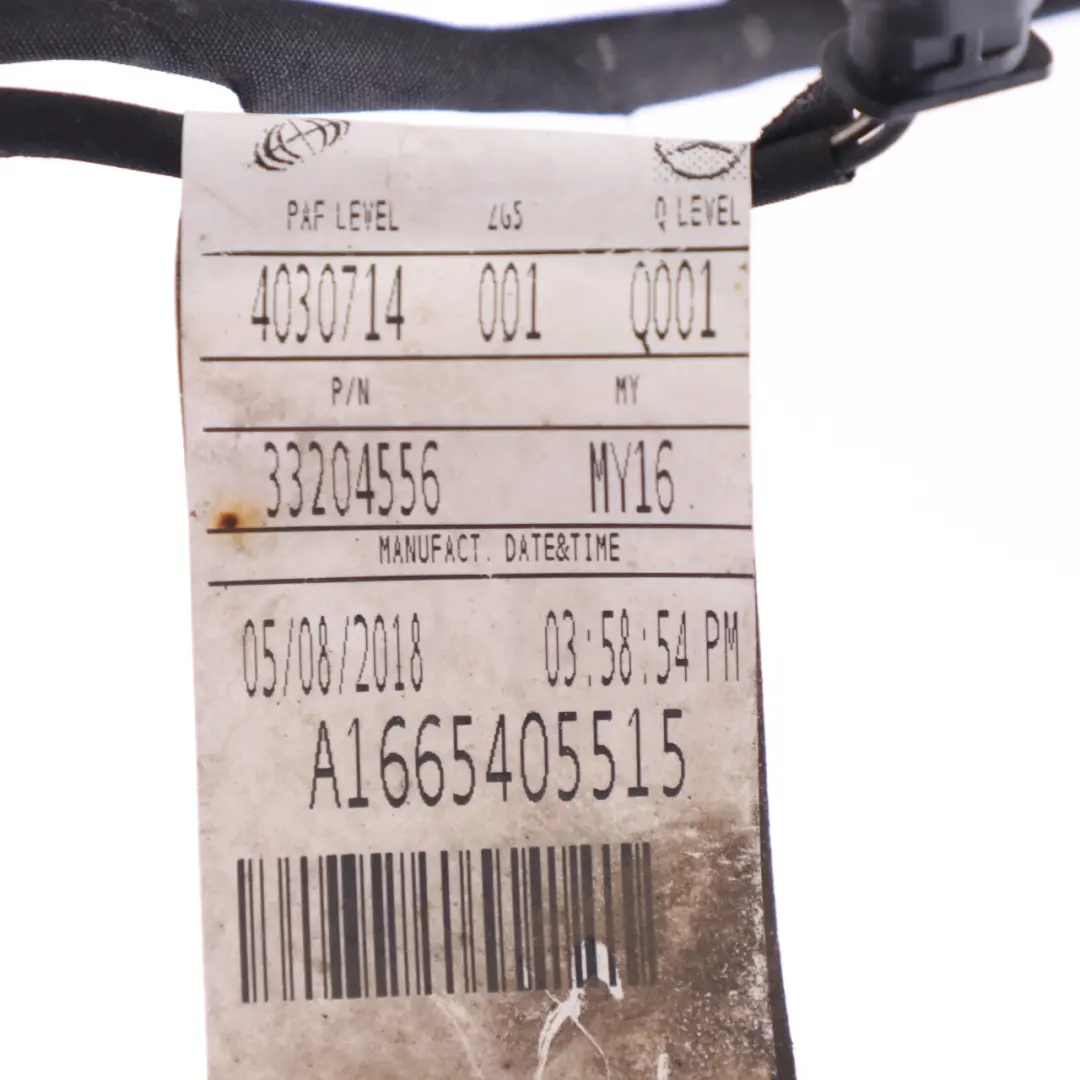 PAF LEVEL ZGS Q LEVEL
4030714 001 Q001
P/N MY
33204556 MY16
MANUFACT. DATE&TIME
05/08/2018 03:58:54 PM
A1665405515